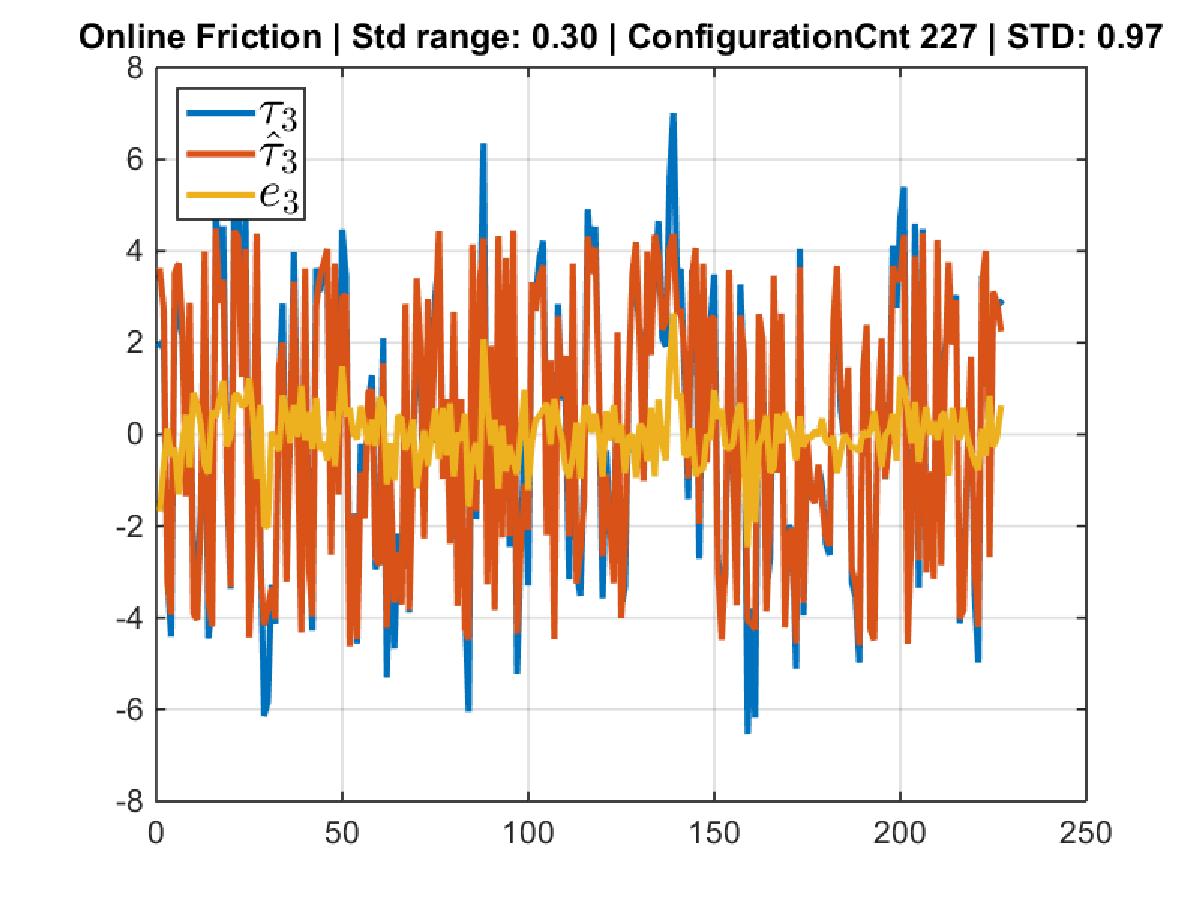 Online Friction | Std range: 0.30 | ConfigurationCnt 227 | STD: 0.97
8
6
4
2
0
-2
-4
-6
-8
τ₃
τ̂₃
e₃
0 50 100 150 200 250